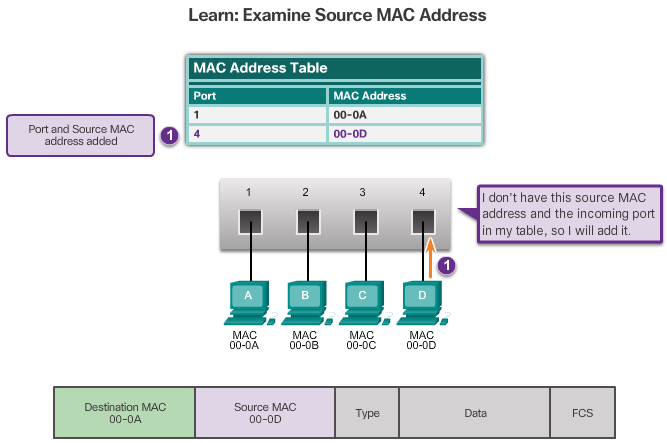 Learn: Examine Source MAC Address
MAC Address Table
Port MAC Address
1 00-0A
4 00-0D
Port and Source MAC
address added
1
1 2 3 4
I don't have this source MAC
address and the incoming port
in my table, so I will add it.
1
A B C D
MAC MAC MAC MAC
00-0A 00-0B 00-0C 00-0D
Destination MAC
00-0A
Source MAC
00-0D
Type
Data
FCS